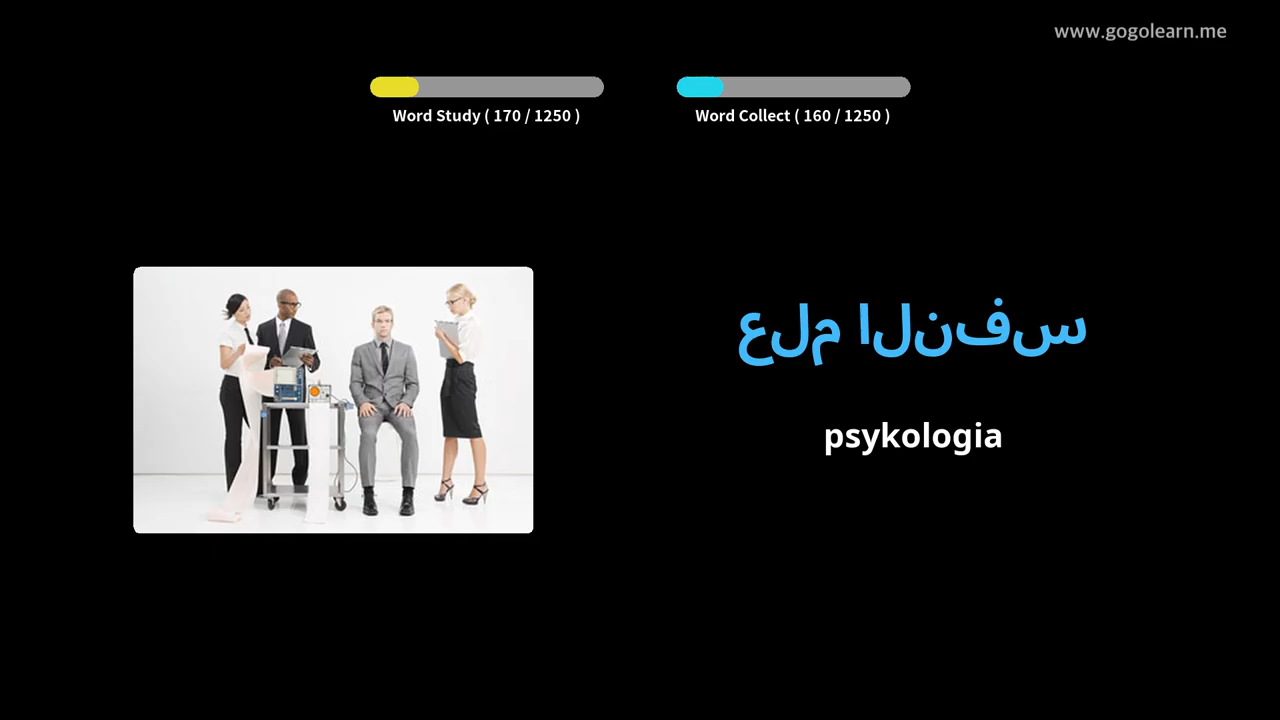 www.gogolearn.me
Word Study ( 170 / 1250 )
Word Collect ( 160 / 1250 )
علم النفس
psykologia